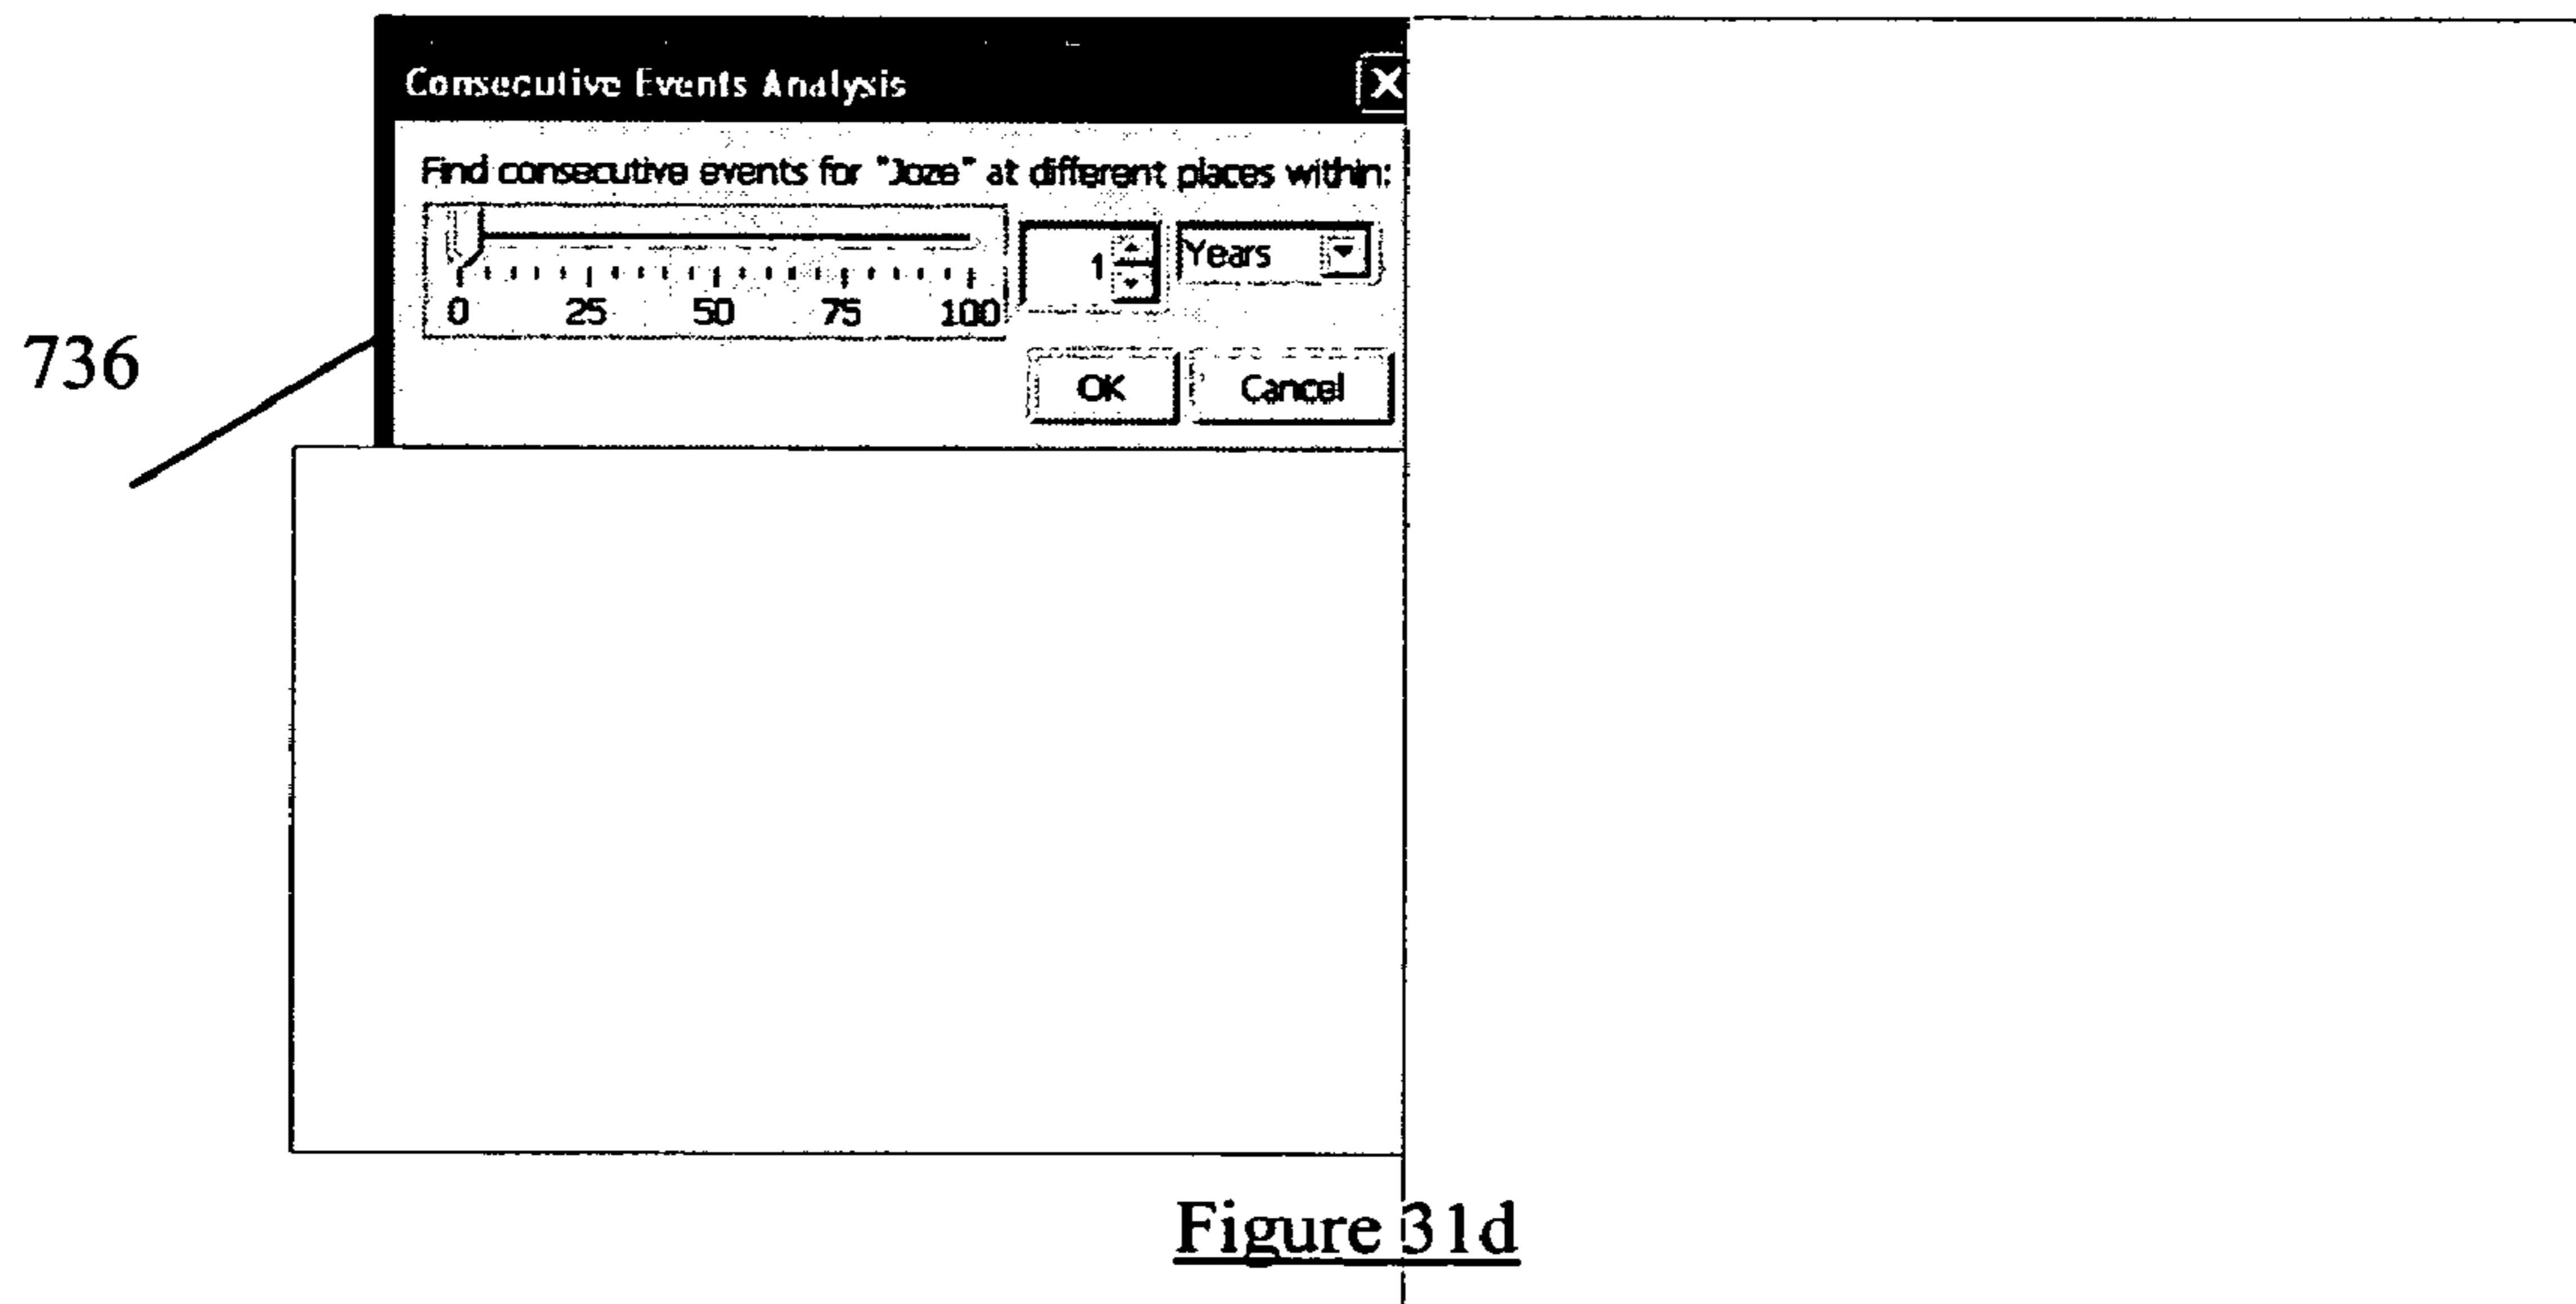 Consecutive Events Analysis X
Find consecutive events for "Joze" at different places within:
1 Years
0 25 50 75 100
736
OK Cancel
Figure 31d